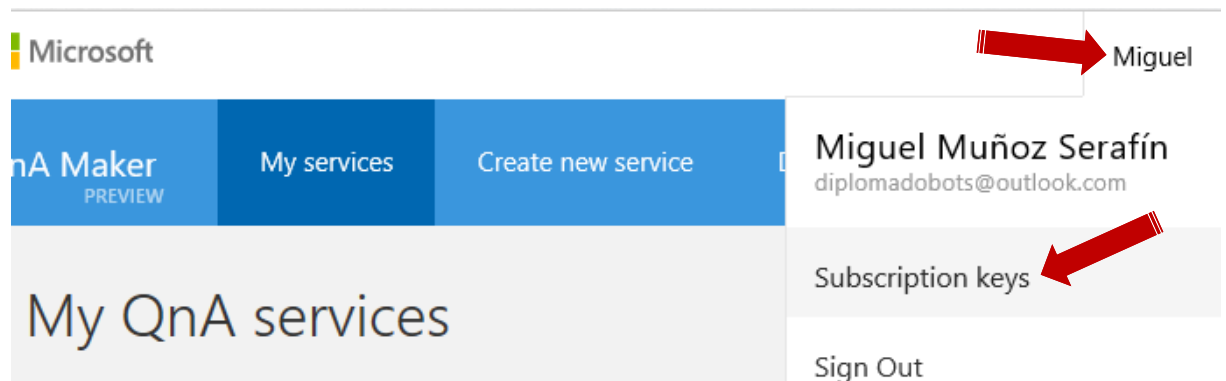 Microsoft
Miguel
nA Maker
PREVIEW
My services
Create new service
Miguel Muñoz Serafín
diplomadobots@outlook.com
Subscription keys
My QnA services
Sign Out